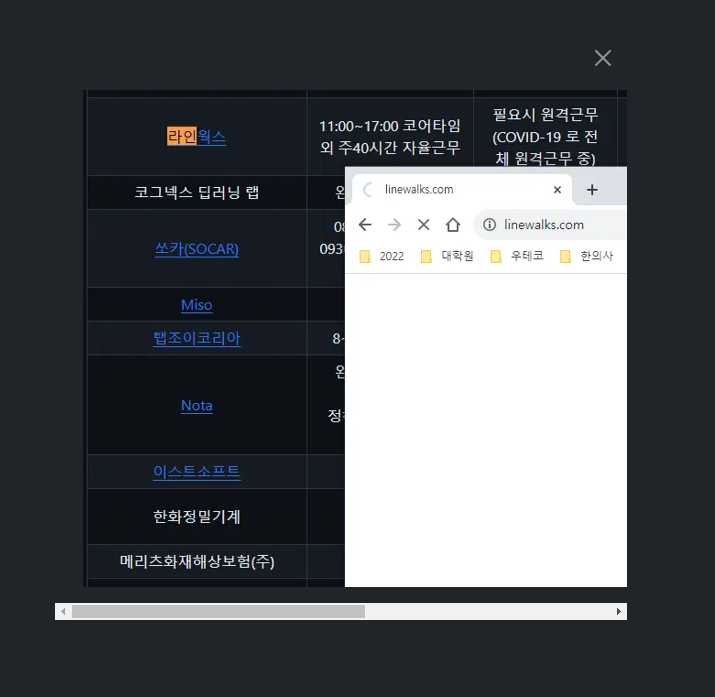 라인웍스
11:00~17:00 코어타임
외 주40시간 자율근무
필요시 원격근무
(COVID-19 로 전
체 원격근무 중)
코그넥스 딥러닝 랩
쏘카(SOCAR)
Miso
탭조이코리아
8~
Nota
이스트소프트
한화정밀기계
메리츠화재해상보험(주)
linewalks.com
linewalks.com
2022 대학원 우테코 한의사